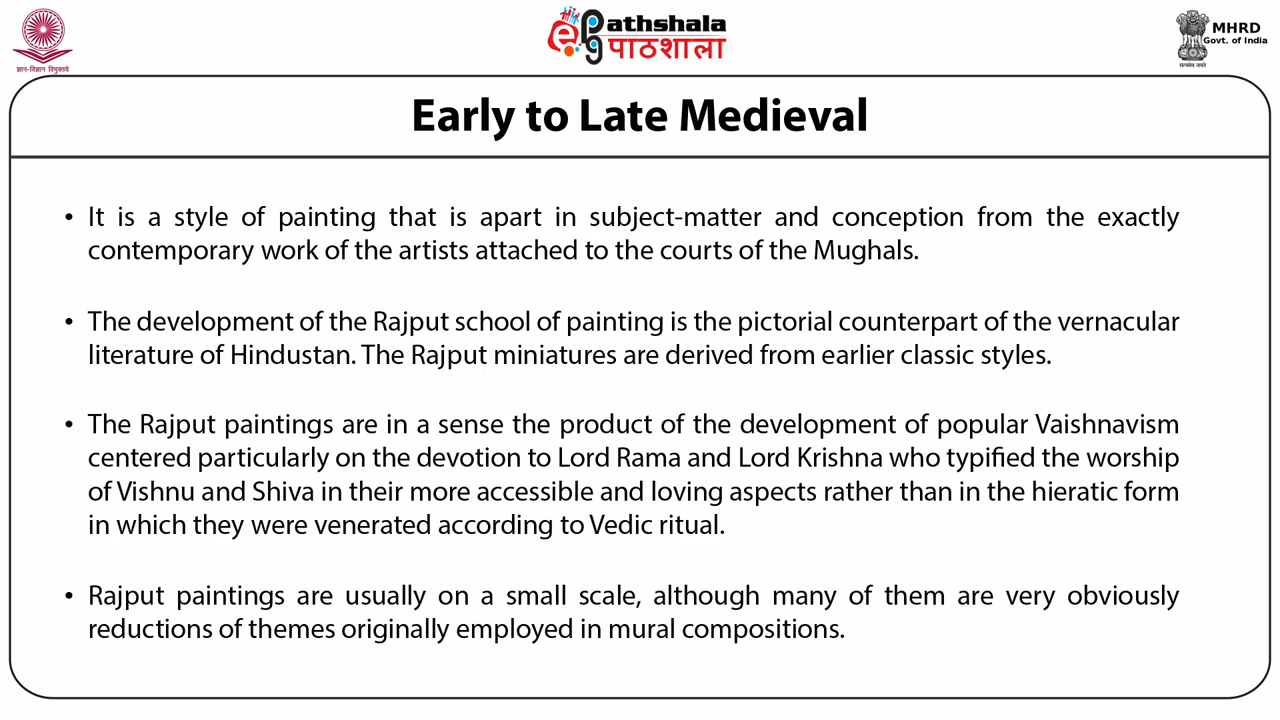 ज्ञान-विज्ञान विमुक्तये
ePathshala
पाठशाला
सत्यमेव जयते
MHRD
Govt. of India
Early to Late Medieval
• It is a style of painting that is apart in subject-matter and conception from the exactly
contemporary work of the artists attached to the courts of the Mughals.
• The development of the Rajput school of painting is the pictorial counterpart of the vernacular
literature of Hindustan. The Rajput miniatures are derived from earlier classic styles.
• The Rajput paintings are in a sense the product of the development of popular Vaishnavism
centered particularly on the devotion to Lord Rama and Lord Krishna who typified the worship
of Vishnu and Shiva in their more accessible and loving aspects rather than in the hieratic form
in which they were venerated according to Vedic ritual.
• Rajput paintings are usually on a small scale, although many of them are very obviously
reductions of themes originally employed in mural compositions.